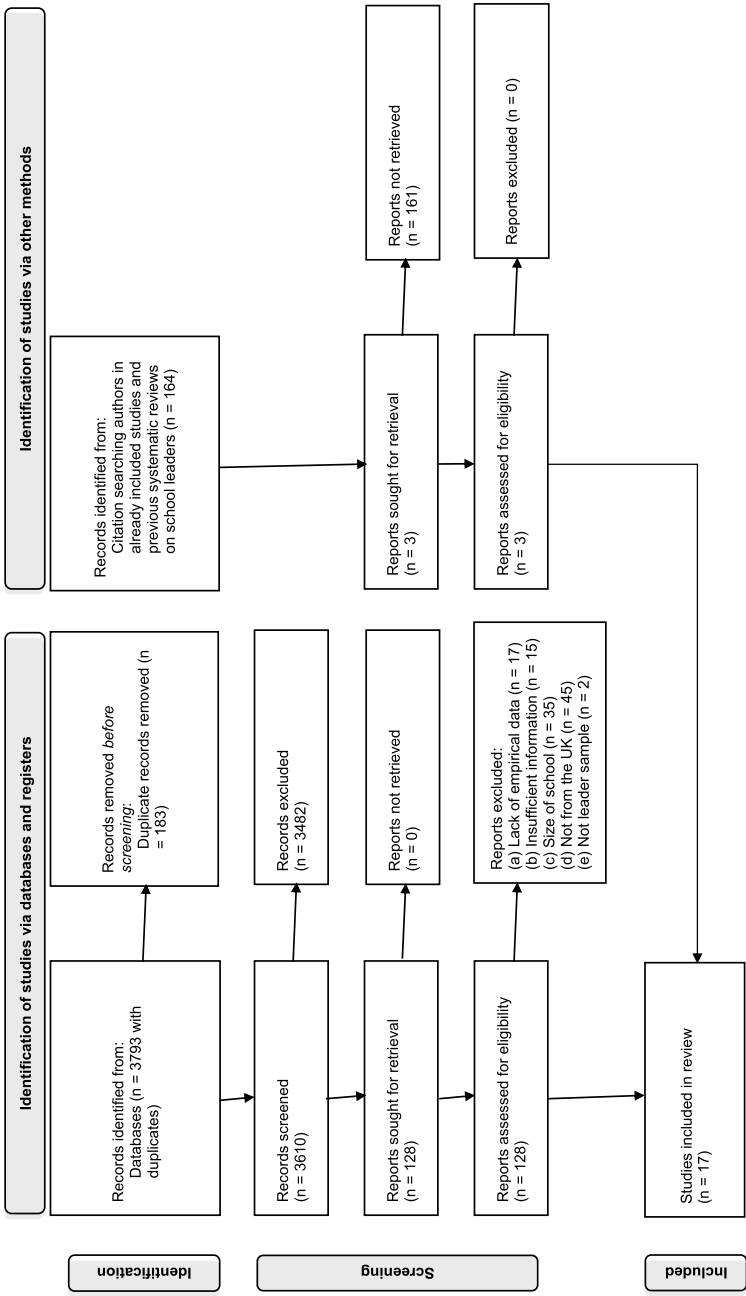 Identification of studies via databases and registers
Identification of studies via other methods
Identification
Records identified from:
Databases (n = 3793 with
duplicates)
Records removed before
screening:
Duplicate records removed (n
= 183)
Records identified from:
Citation searching authors in
already included studies and
previous systematic reviews
on school leaders (n = 164)
Screening
Records screened
(n = 3610)
Records excluded
(n = 3482)
Reports sought for retrieval
(n = 128)
Reports not retrieved
(n = 0)
Reports sought for retrieval
(n = 3)
Reports not retrieved
(n = 161)
Reports assessed for eligibility
(n = 128)
Reports excluded:
(a) Lack of empirical data (n = 17)
(b) Insufficient information (n = 15)
(c) Size of school (n = 35)
(d) Not from the UK (n = 45)
(e) Not leader sample (n = 2)
Reports assessed for eligibility
(n = 3)
Reports excluded (n = 0)
Included
Studies included in review
(n = 17)